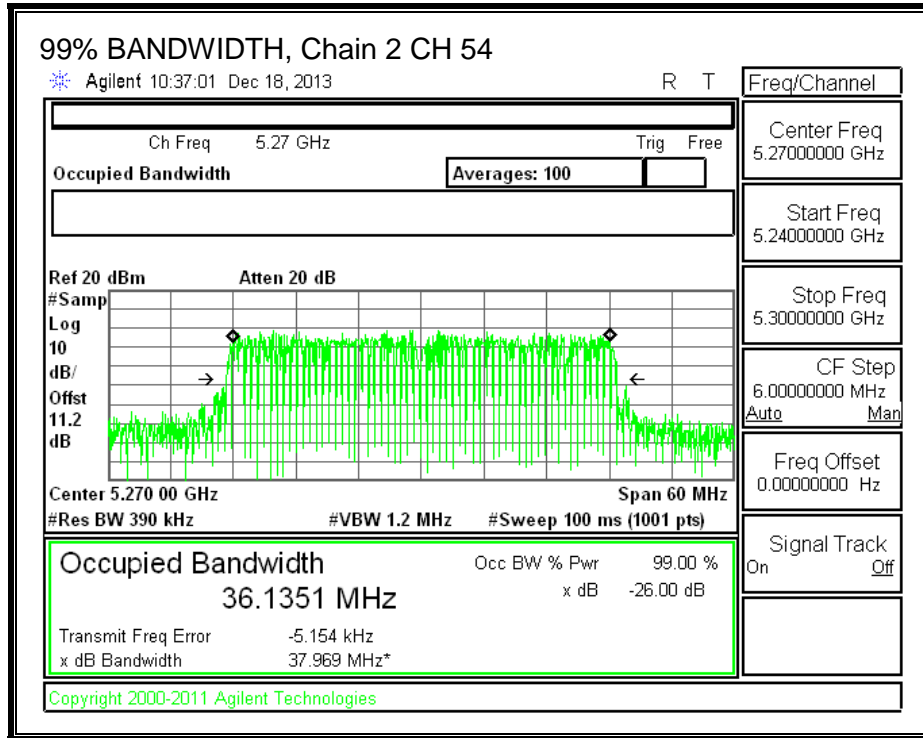 99% BANDWIDTH, Chain 2 CH 54
Agilent 10:37:01 Dec 18, 2013 R T
Freq/Channel
Ch Freq 5.27 GHz Trig Free
Occupied Bandwidth Averages: 100
Center Freq
5.27000000 GHz
Start Freq
5.24000000 GHz
Stop Freq
5.30000000 GHz
CF Step
6.00000000 MHz
Auto Man
Freq Offset
0.00000000 Hz
Signal Track
On Off
Ref 20 dBm Atten 20 dB
#Samp
Log
10
dB/
Offst
11.2
dB
Center 5.270 00 GHz Span 60 MHz
#Res BW 390 kHz #VBW 1.2 MHz #Sweep 100 ms (1001 pts)
Occupied Bandwidth Occ BW % Pwr 99.00 %
36.1351 MHz x dB -26.00 dB
Transmit Freq Error -5.154 kHz
x dB Bandwidth 37.969 MHz*
Copyright 2000-2011 Agilent Technologies